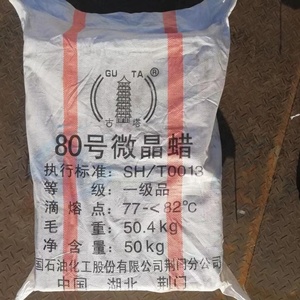 GU TA ®
古塔
80号微晶蜡
执行标准: SH/T0013
等 级: 一级品
滴熔点: 77-<82℃
毛 重: 50.4kg
净含量: 50kg
国石油化工股份有限公司荆门分公司
中国 湖北 荆门